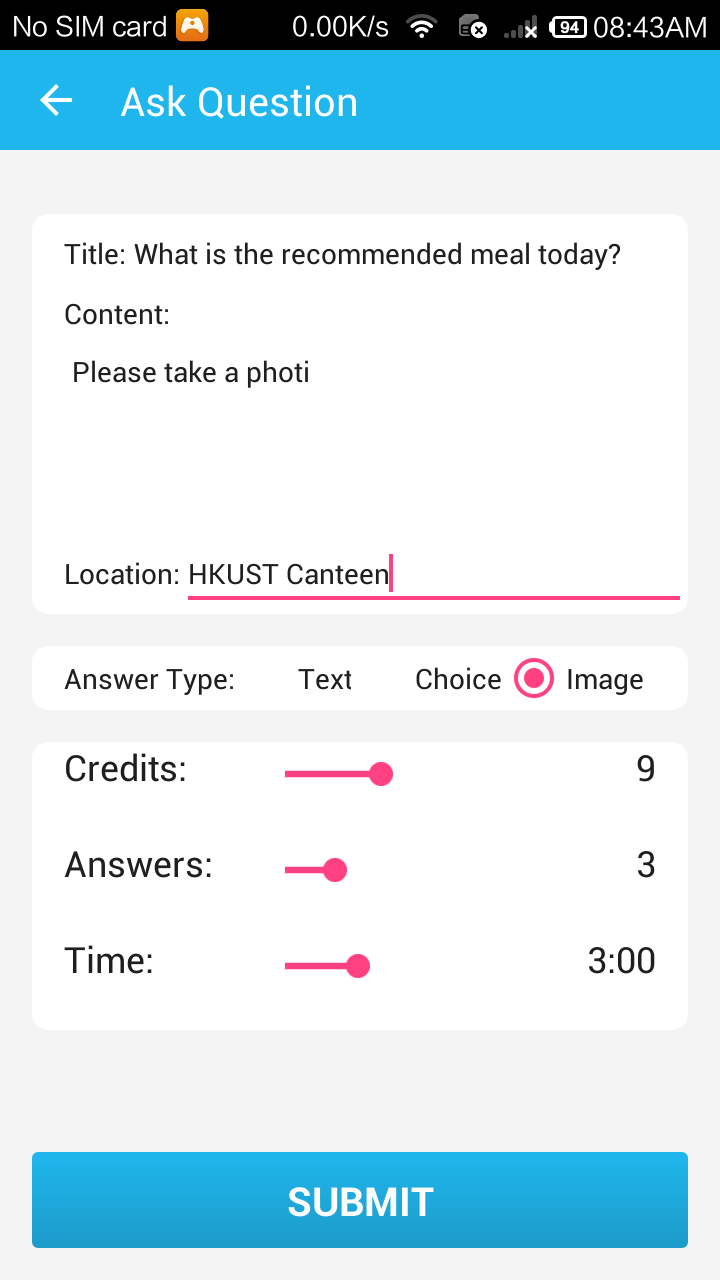 No SIM card 0.00K/s 94 08:43AM
Ask Question
Title: What is the recommended meal today?
Content:
Please take a photi
Location: HKUST Canteen
Answer Type: Text Choice Image
Credits: 9
Answers: 3
Time: 3:00
SUBMIT